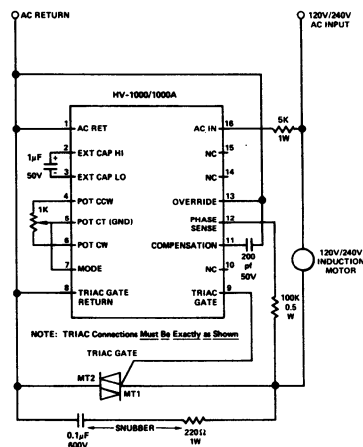 AC RETURN
120V/240V
AC INPUT
HV-1000/1000A
1 AC RET
AC IN 16
5K
1W
2 EXT CAP HI
NC 15
1µF
50V
+
-
3 EXT CAP LO
NC 14
4 POT CCW
OVERRIDE 13
1K
5 POT CT (GND)
PHASE
SENSE 12
6 POT CW
COMPENSATION 11
200
pf
50V
7 MODE
NC 10
8 TRIAC GATE
RETURN
TRIAC
GATE 9
120V/240V
INDUCTION
MOTOR
100K
0.5
W
NOTE: TRIAC Connections Must Be Exactly as Shown
TRIAC GATE
MT2
MT1
SNUBBER
0.1µF
600V
220Ω
1W